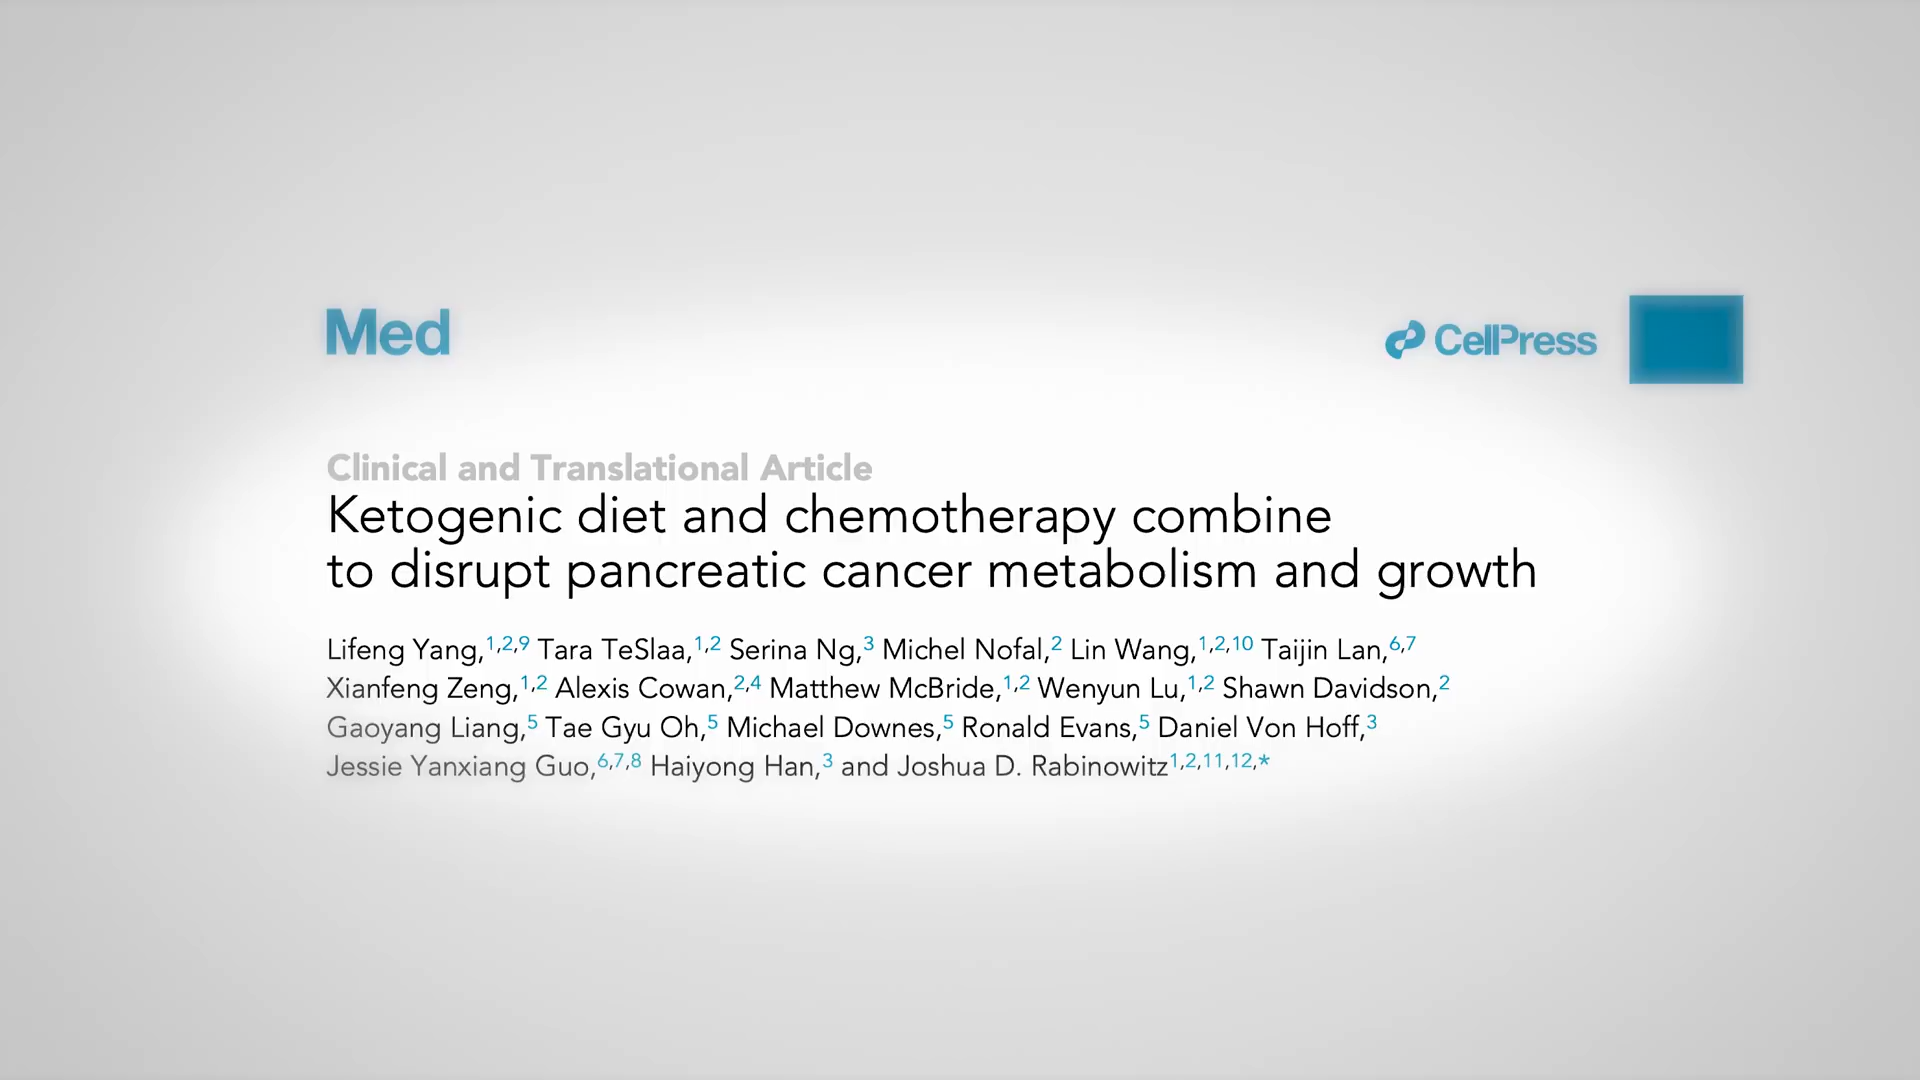 Med
CellPress
Clinical and Translational Article
Ketogenic diet and chemotherapy combine
to disrupt pancreatic cancer metabolism and growth
Lifeng Yang,1,2,9 Tara TeSlaa,1,2 Serina Ng,3 Michel Nofal,2 Lin Wang,1,2,10 Taijin Lan,6,7
Xianfeng Zeng,1,2 Alexis Cowan,2,4 Matthew McBride,1,2 Wenyun Lu,1,2 Shawn Davidson,2
Gaoyang Liang,5 Tae Gyu Oh,5 Michael Downes,5 Ronald Evans,5 Daniel Von Hoff,3
Jessie Yanxiang Guo,6,7,8 Haiyong Han,3 and Joshua D. Rabinowitz1,2,11,12,*